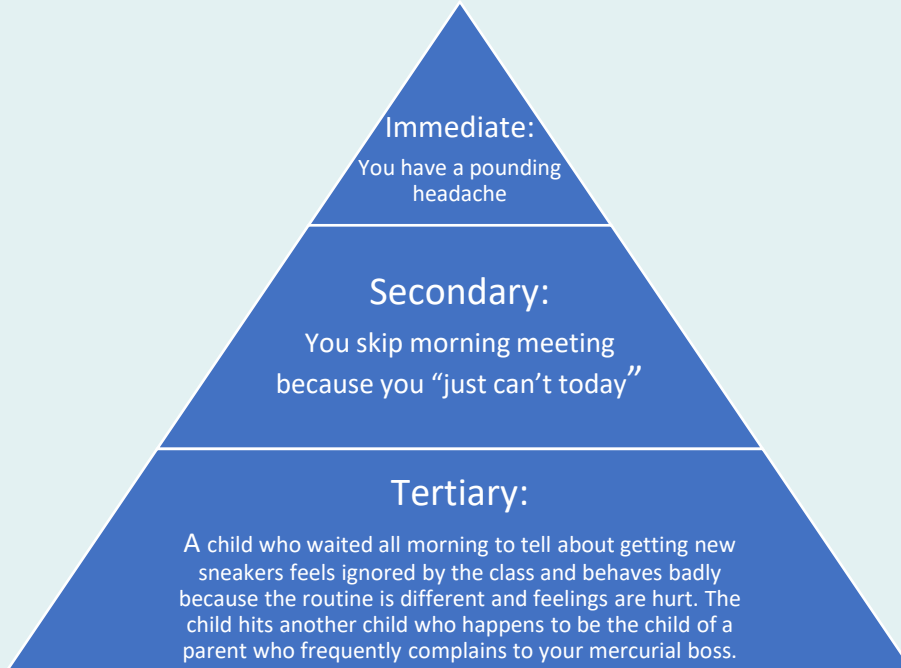 Immediate:
You have a pounding
headache
Secondary:
You skip morning meeting
because you “just can’t today”
Tertiary:
A child who waited all morning to tell about getting new
sneakers feels ignored by the class and behaves badly
because the routine is different and feelings are hurt. The
child hits another child who happens to be the child of a
parent who frequently complains to your mercurial boss.